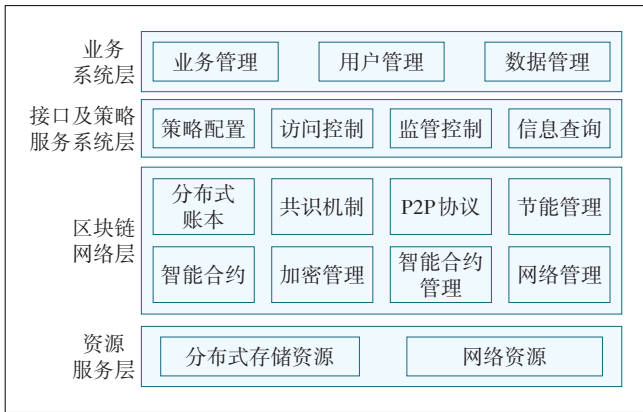 业务
系统层
业务管理
用户管理
数据管理
接口及策略
服务系统层
策略配置
访问控制
监管控制
信息查询
区块链
网络层
分布式
账本
共识机制
P2P协议
节能管理
智能合约
加密管理
智能合约
管理
网络管理
资源
服务层
分布式存储资源
网络资源